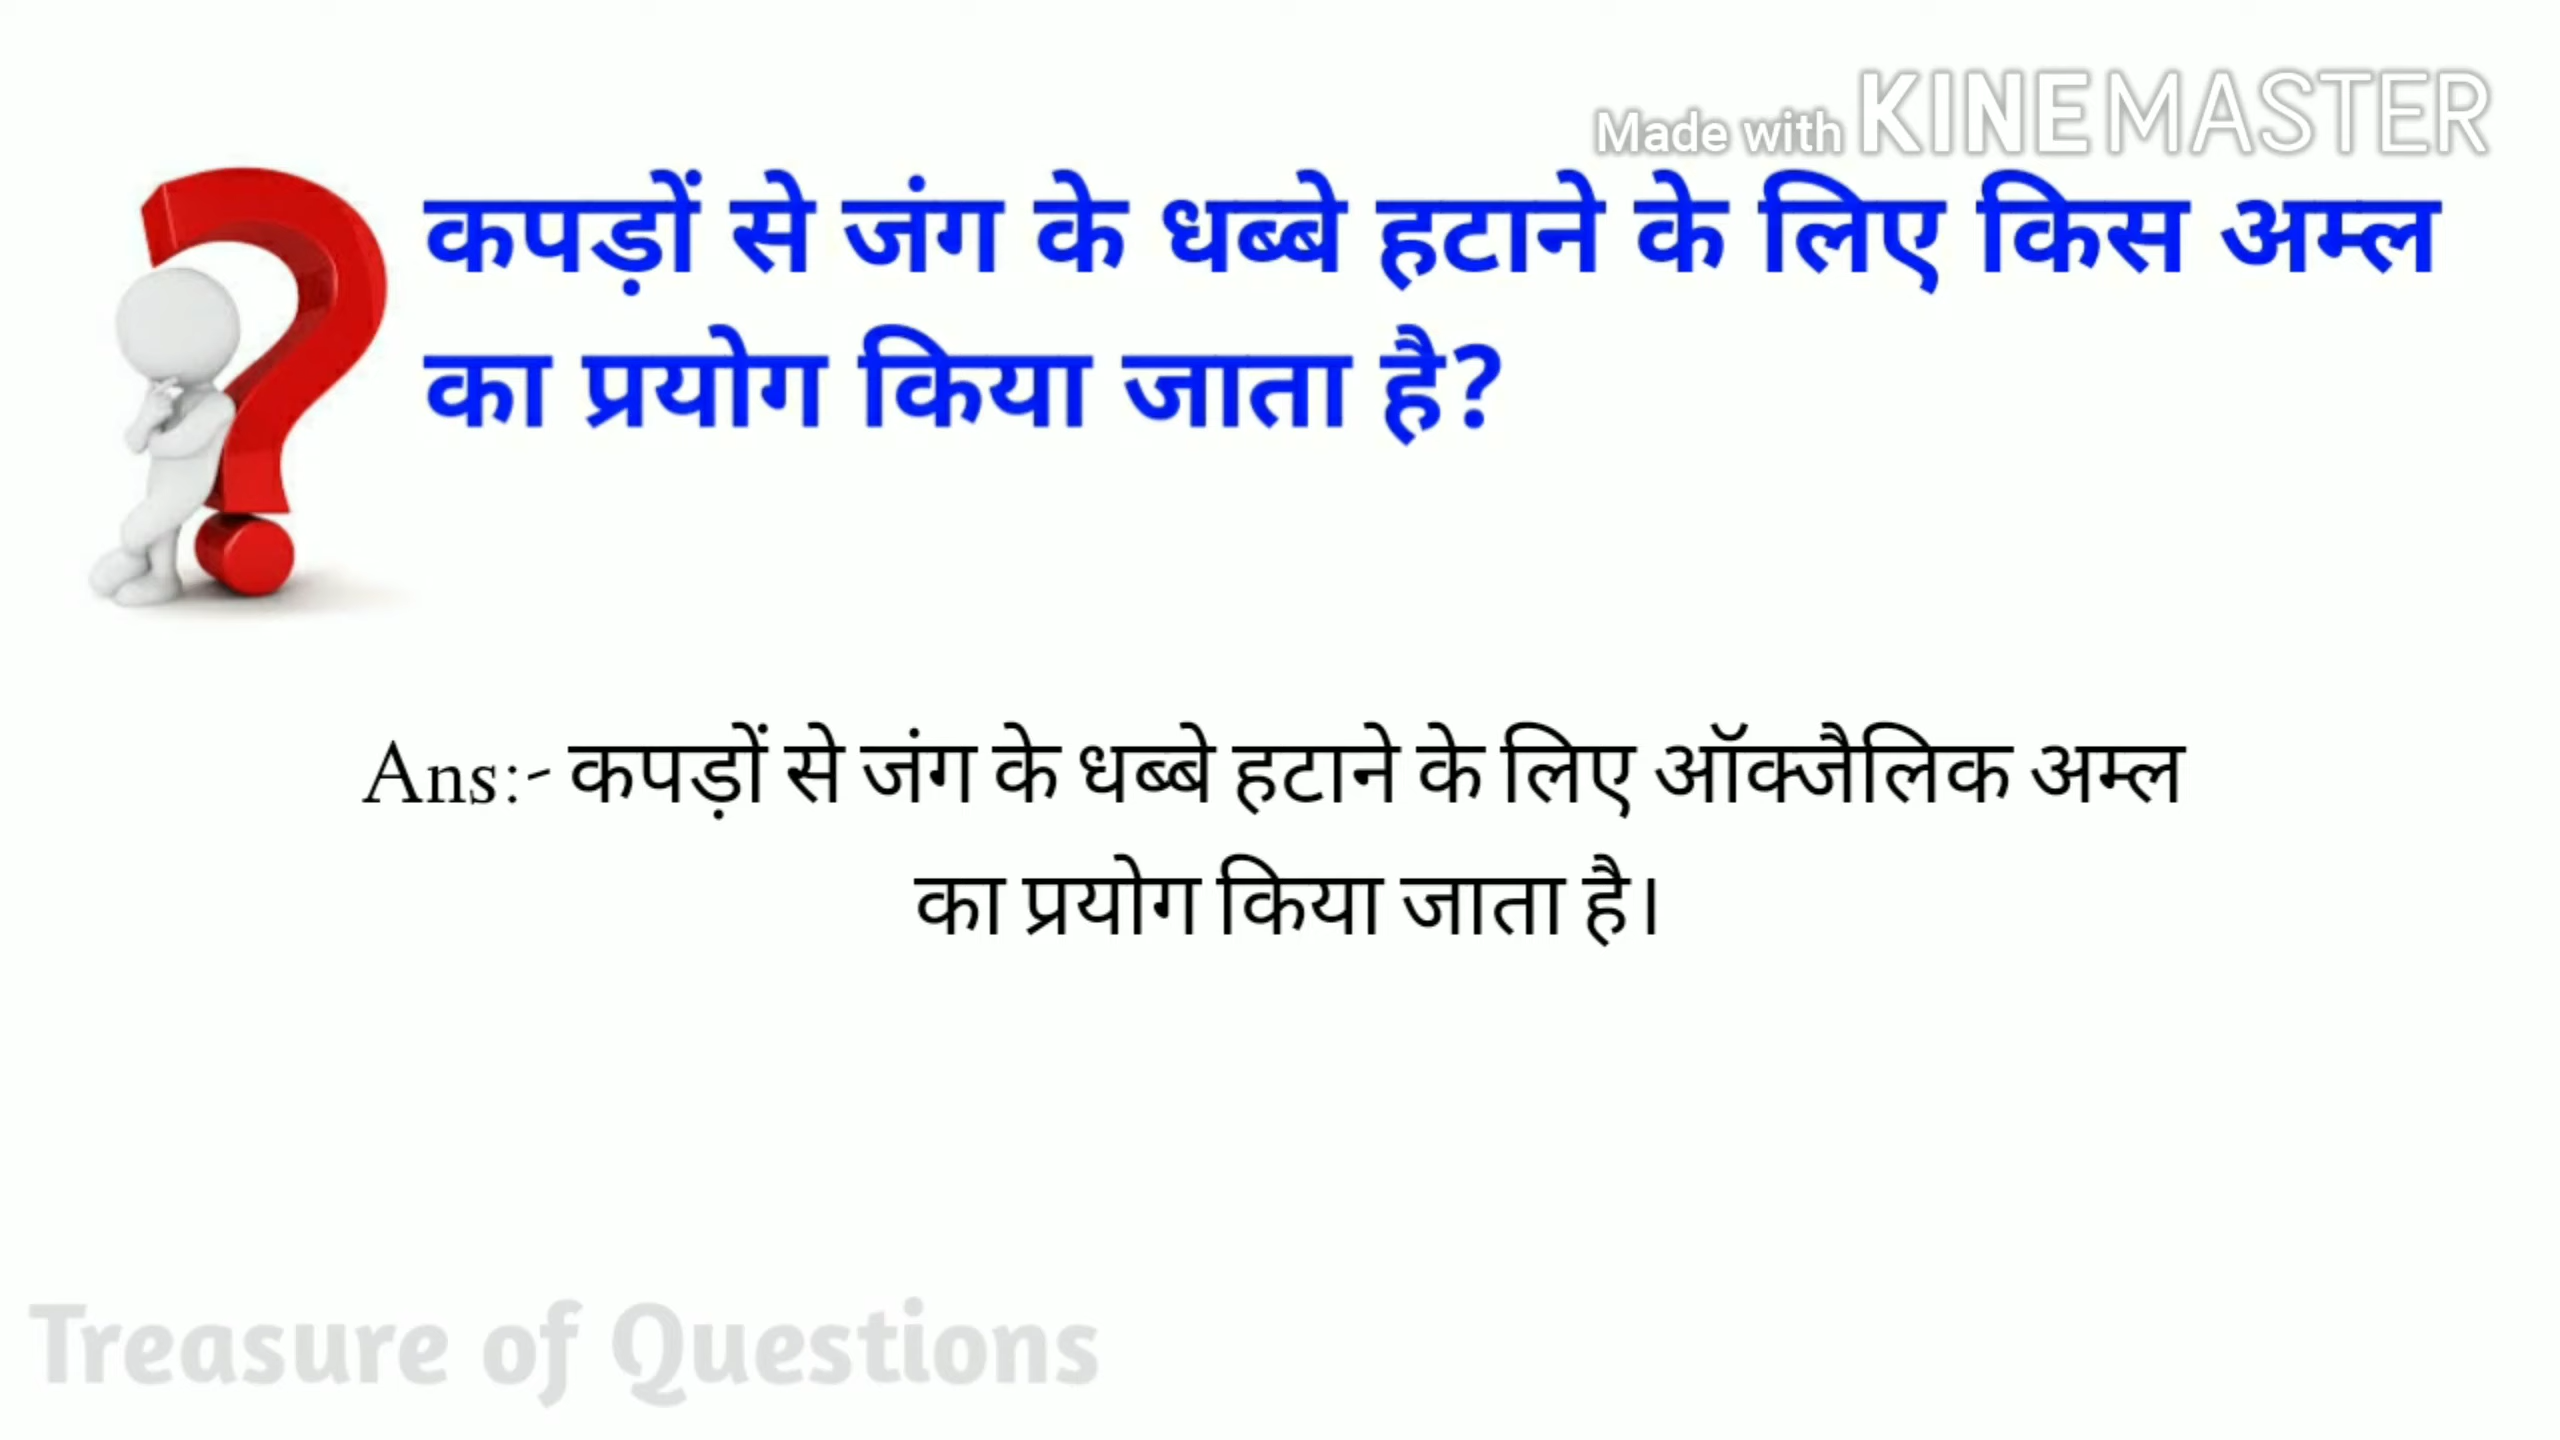 Made with KINEMASTER
कपड़ों से जंग के धब्बे हटाने के लिए किस अम्ल
का प्रयोग किया जाता है?
Ans:- कपड़ों से जंग के धब्बे हटाने के लिए ऑक्जैलिक अम्ल
का प्रयोग किया जाता है।
Treasure of Questions